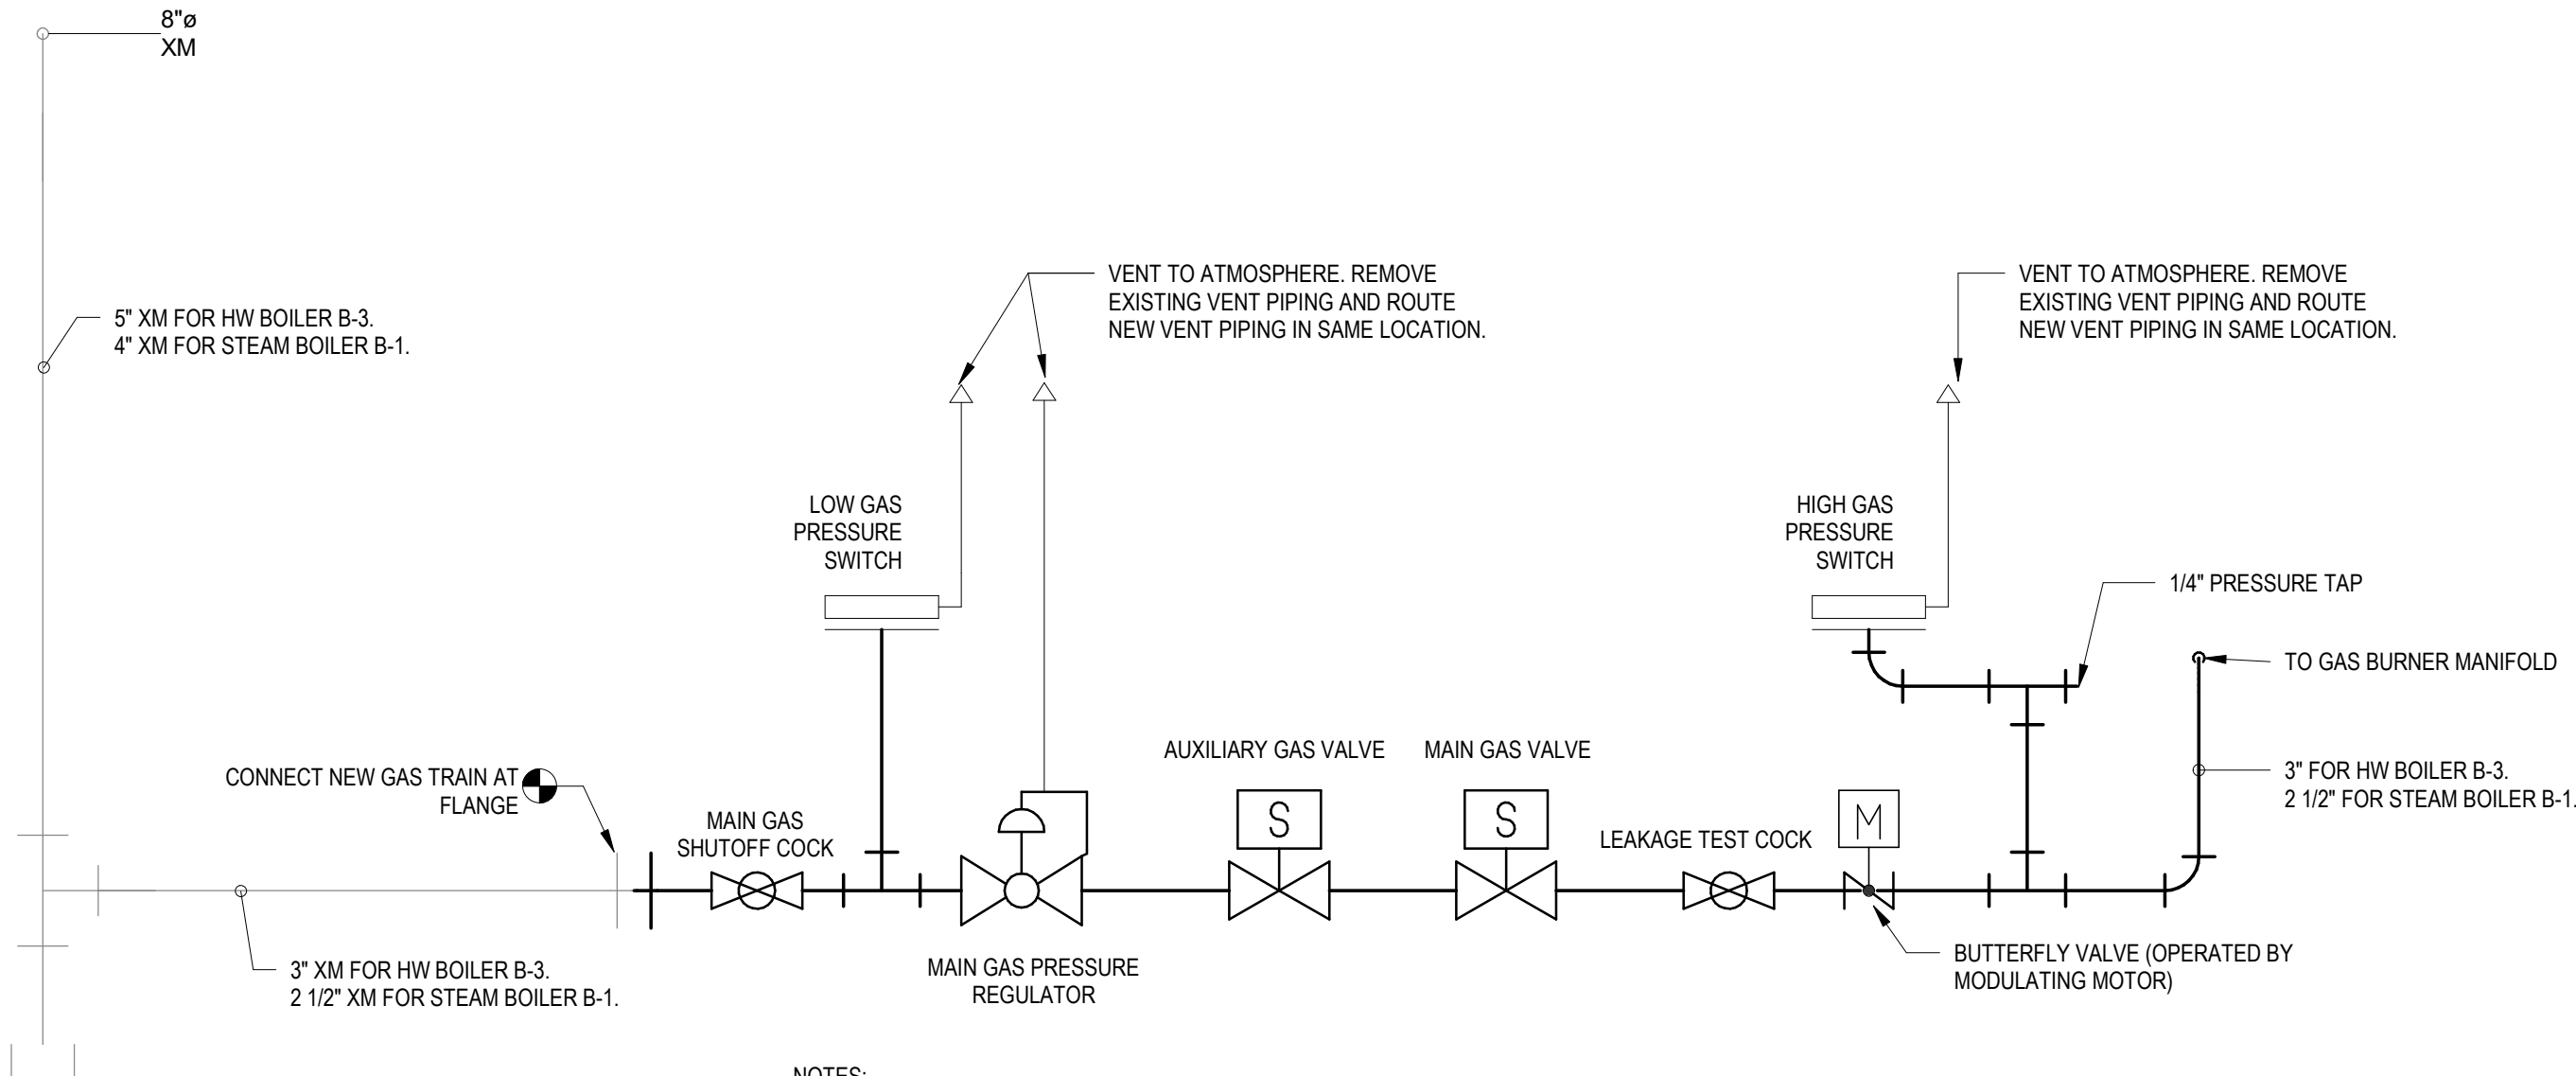 8"ø
XM
VENT TO ATMOSPHERE. REMOVE
EXISTING VENT PIPING AND ROUTE
NEW VENT PIPING IN SAME LOCATION.
VENT TO ATMOSPHERE. REMOVE
EXISTING VENT PIPING AND ROUTE
NEW VENT PIPING IN SAME LOCATION.
5" XM FOR HW BOILER B-3.
4" XM FOR STEAM BOILER B-1.
LOW GAS
PRESSURE
SWITCH
HIGH GAS
PRESSURE
SWITCH
1/4" PRESSURE TAP
TO GAS BURNER MANIFOLD
AUXILIARY GAS VALVE
MAIN GAS VALVE
CONNECT NEW GAS TRAIN AT
FLANGE
3" FOR HW BOILER B-3.
2 1/2" FOR STEAM BOILER B-1.
MAIN GAS
SHUTOFF COCK
S
S
M
LEAKAGE TEST COCK
3" XM FOR HW BOILER B-3.
2 1/2" XM FOR STEAM BOILER B-1.
MAIN GAS PRESSURE
REGULATOR
BUTTERFLY VALVE (OPERATED BY
MODULATING MOTOR)
NOTES: